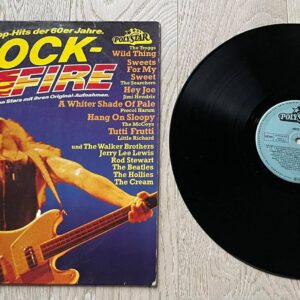 op-Hits der 60er Jahre.
OCK-
FIRE
en Stars mit ihren Original-Aufnahmen.
POLYSTAR
The Troggs
Wild Thing
Sweets
For My
Sweet
The Searchers
Hey Joe
Jimi Hendrix
A Whiter Shade Of Pale
Procol Harum
Hang On Sloopy
The McCoys
Tutti Frutti
Little Richard
und The Walker Brothers
Jerry Lee Lewis
Rod Stewart
The Beatles
The Hollies
The Cream
POLYSTAR